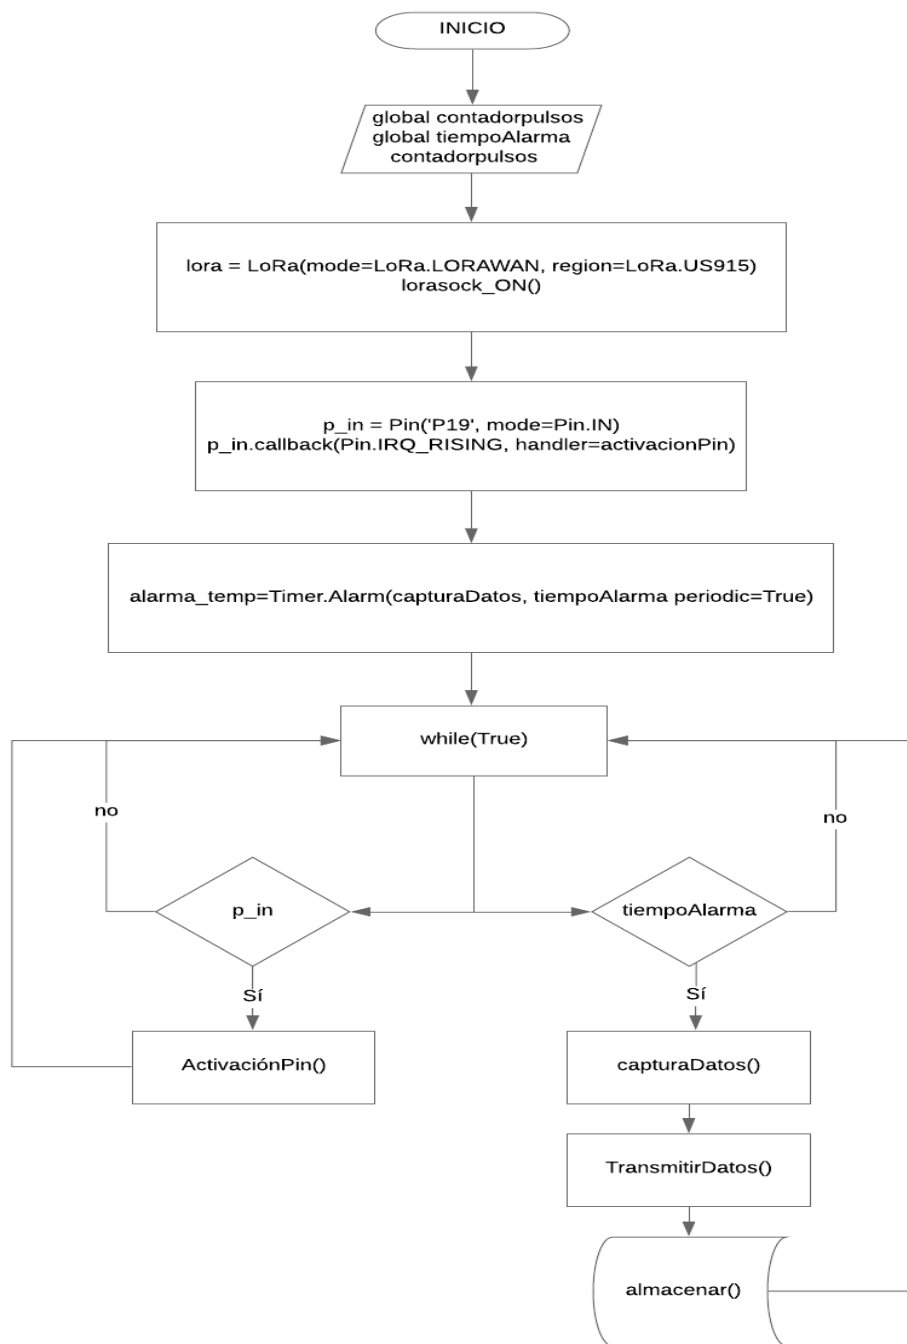 INICIO
global contadorpulsos
global tiempoAlarma
contadorpulsos
lora = LoRa(mode=LoRa.LORAWAN, region=LoRa.US915)
lorasock_ON()
p_in = Pin('P19', mode=Pin.IN)
p_in.callback(Pin.IRQ_RISING, handler=activacionPin)
alarma_temp=Timer.Alarm(capturaDatos, tiempoAlarma periodic=True)
while(True)
no
no
p_in
tiempoAlarma
Sí
Sí
ActivaciónPin()
capturaDatos()
TransmitirDatos()
almacenar()